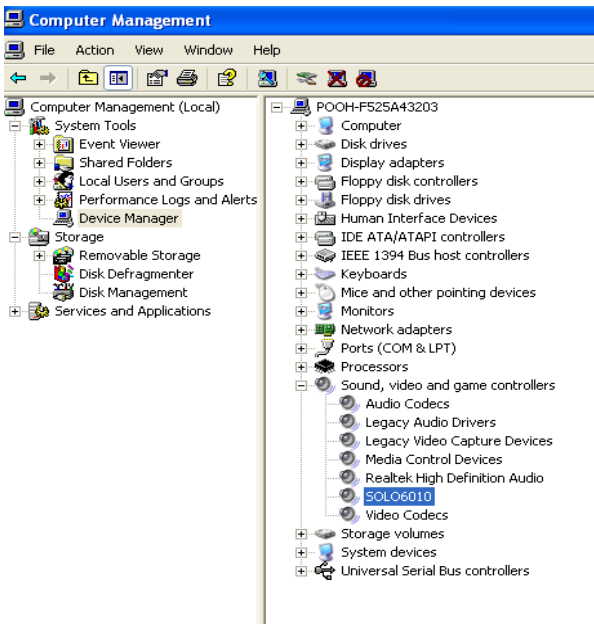 Computer Management
File Action View Window Help
Computer Management (Local)
System Tools
Event Viewer
Shared Folders
Local Users and Groups
Performance Logs and Alerts
Device Manager
Storage
Removable Storage
Disk Defragmenter
Disk Management
Services and Applications
POOH-F525A43203
Computer
Disk drives
Display adapters
Floppy disk controllers
Floppy disk drives
Human Interface Devices
IDE ATA/ATAPI controllers
IEEE 1394 Bus host controllers
Keyboards
Mice and other pointing devices
Monitors
Network adapters
Ports (COM & LPT)
Processors
Sound, video and game controllers
Audio Codecs
Legacy Audio Drivers
Legacy Video Capture Devices
Media Control Devices
Realtek High Definition Audio
SOLO6010
Video Codecs
Storage volumes
System devices
Universal Serial Bus controllers